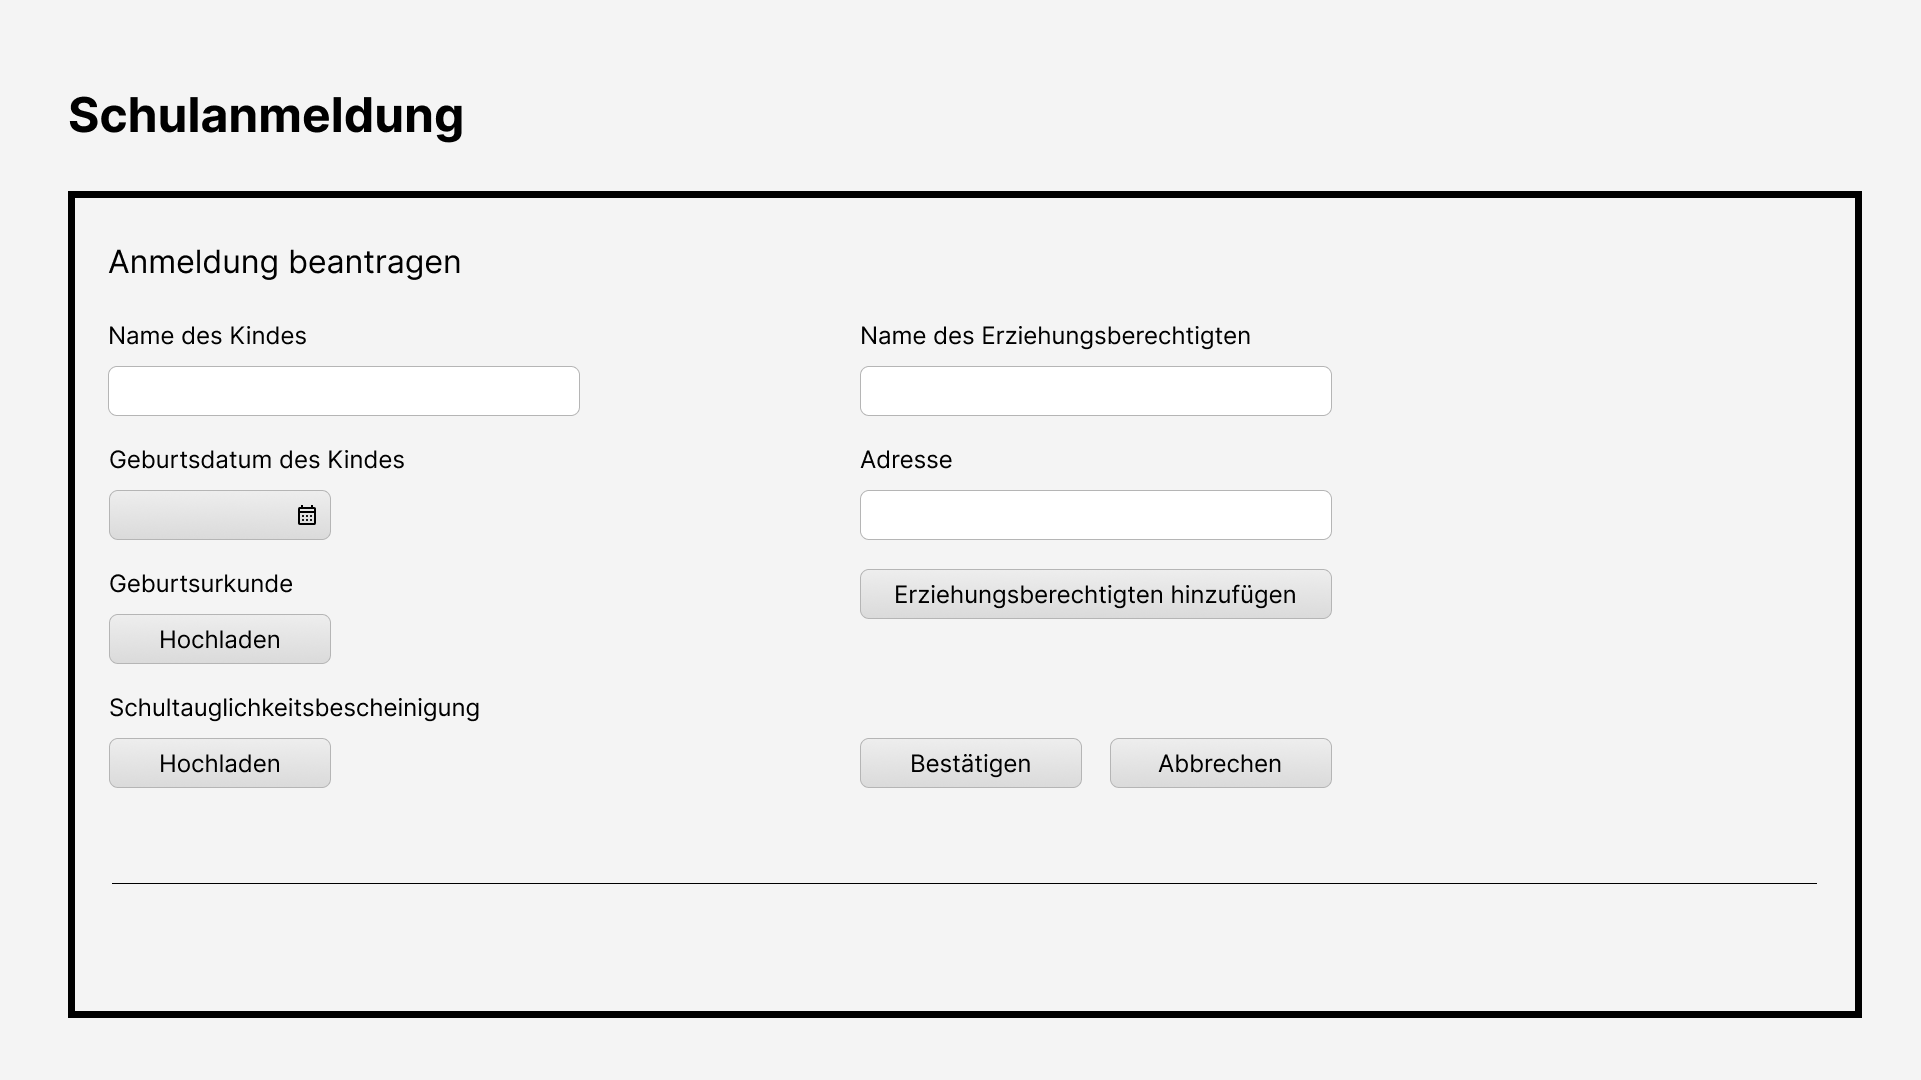 Schulanmeldung
Anmeldung beantragen
Name des Kindes
Geburtsdatum des Kindes
Geburtsurkunde
Hochladen
Schultauglichkeitsbescheinigung
Hochladen
Name des Erziehungsberechtigten
Adresse
Erziehungsberechtigten hinzufügen
Bestätigen
Abbrechen